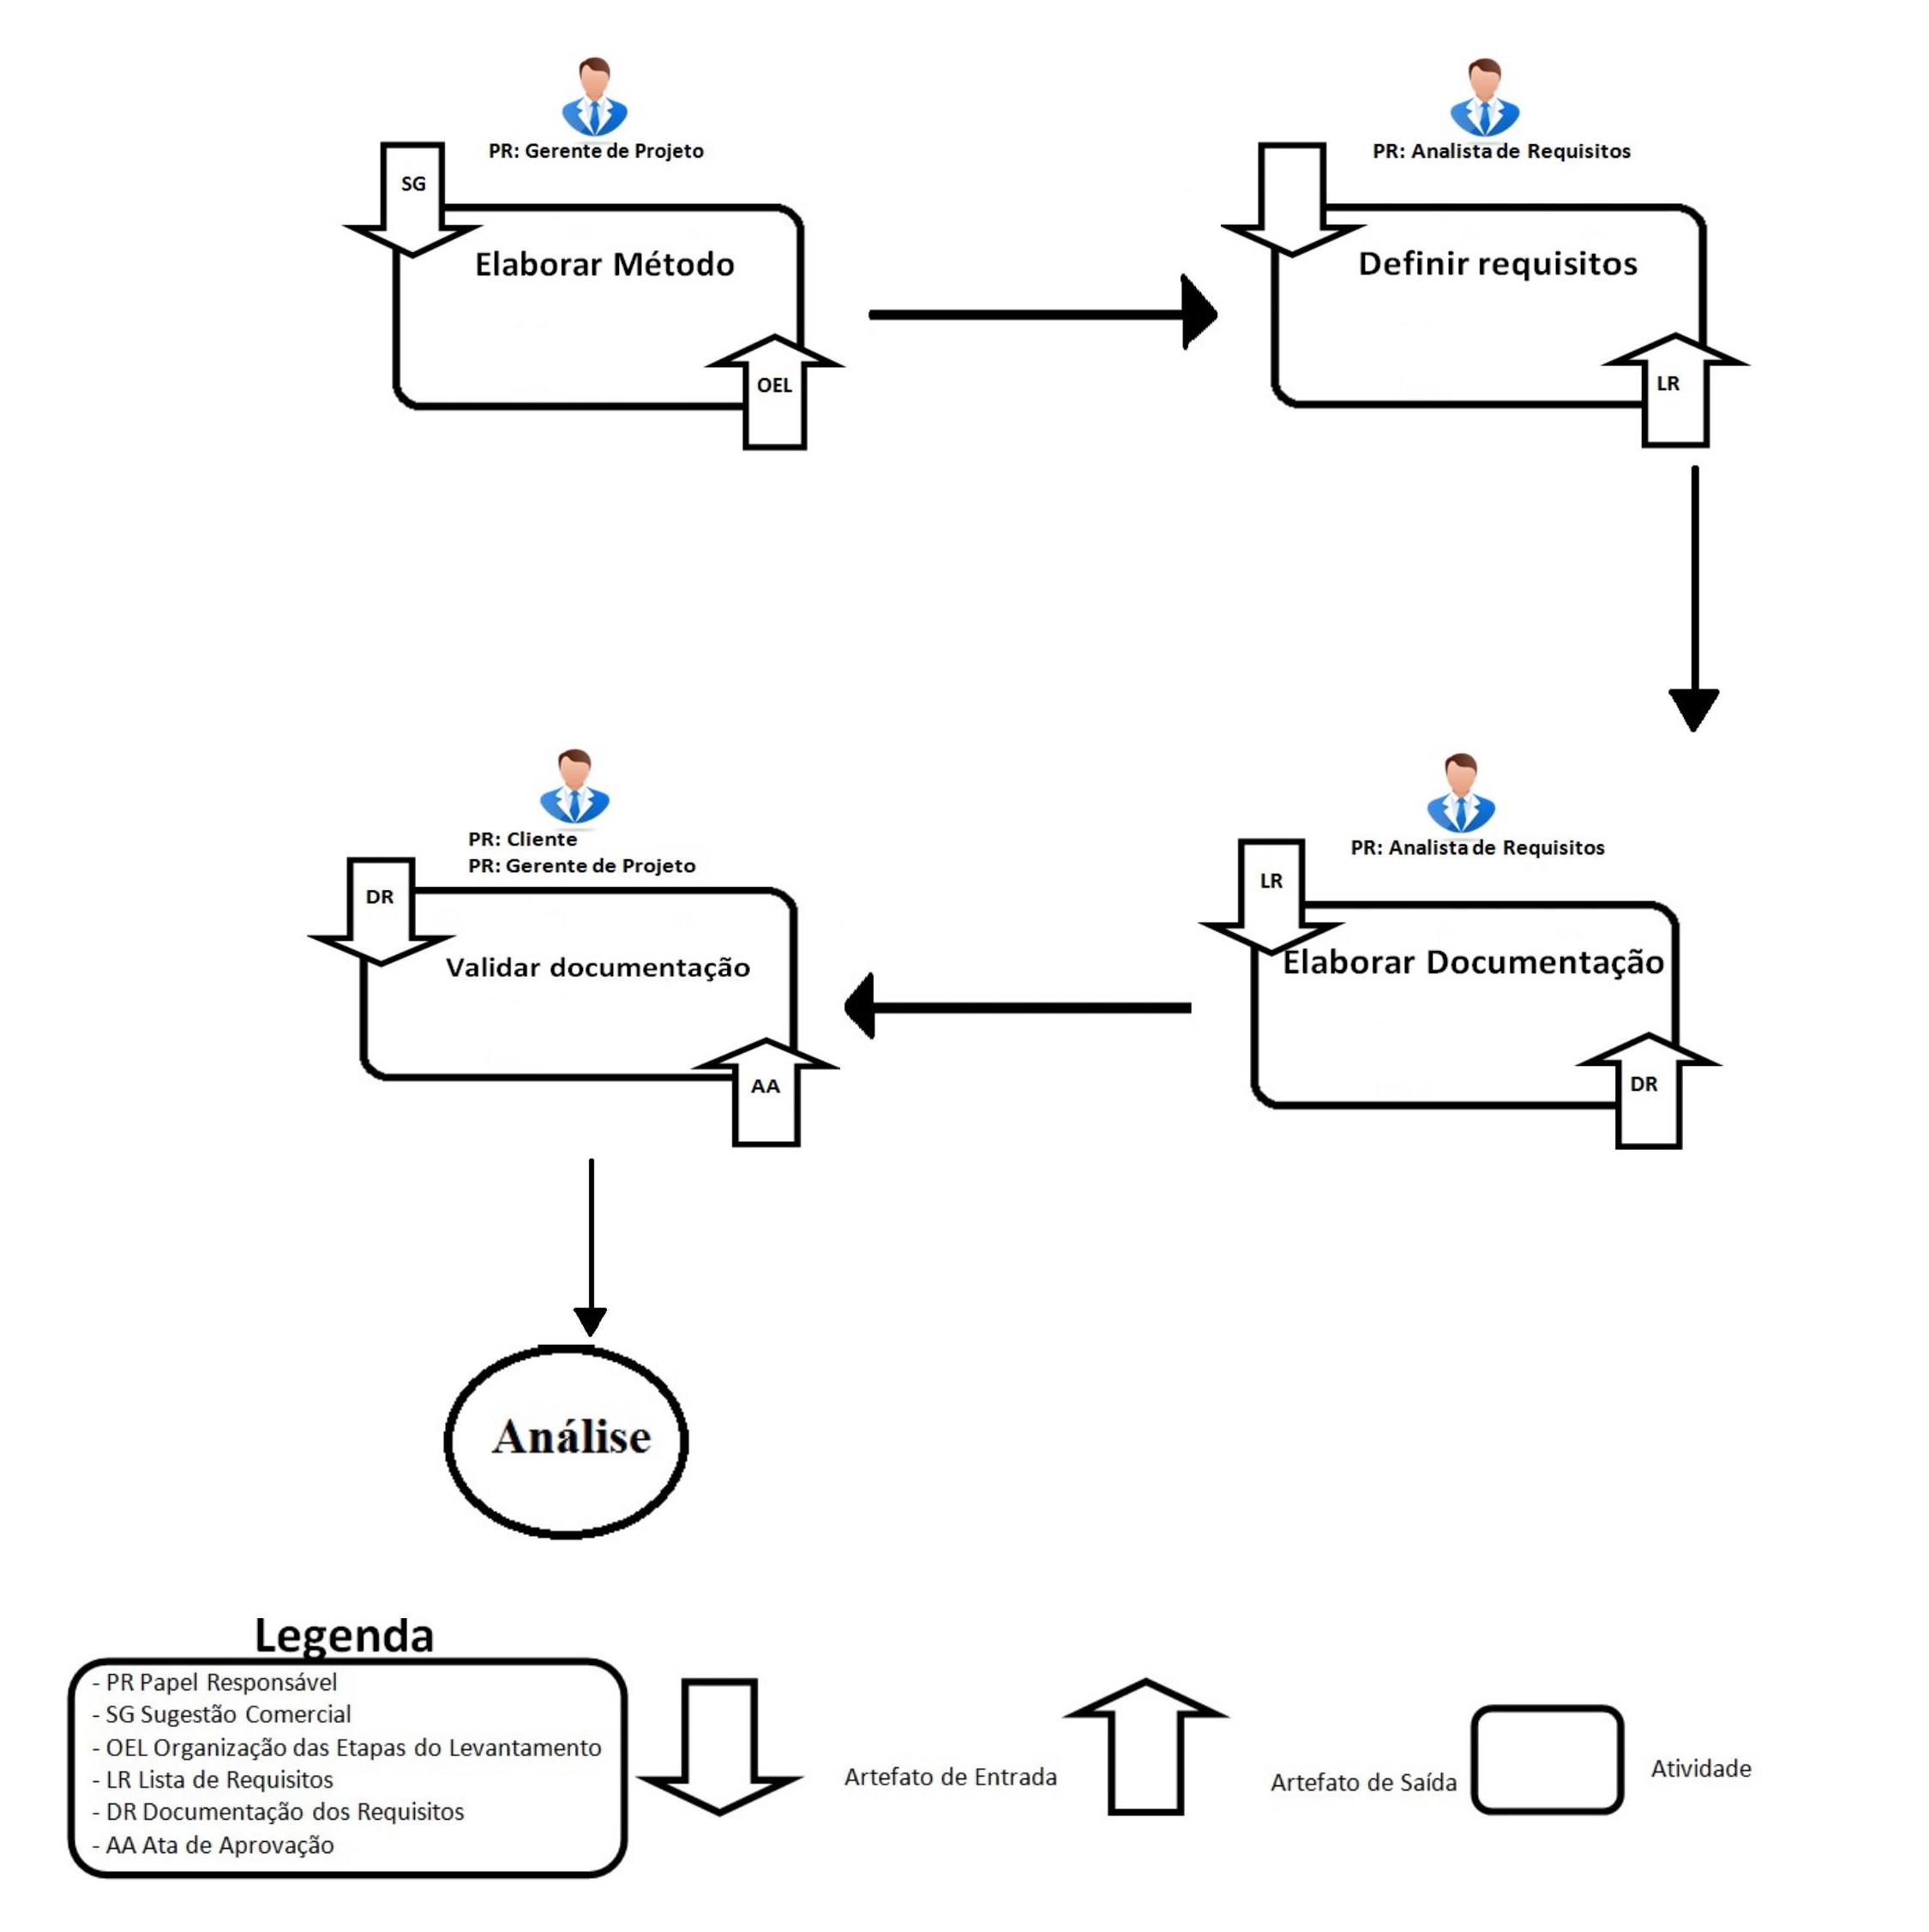 PR: Gerente de Projeto
SG
Elaborar Método
OEL
PR: Analista de Requisitos
Definir requisitos
LR
PR: Cliente
PR: Gerente de Projeto
DR
Validar documentação
AA
PR: Analista de Requisitos
LR
Elaborar Documentação
DR
Análise
Legenda
- PR Papel Responsável
- SG Sugestão Comercial
- OEL Organização das Etapas do Levantamento
- LR Lista de Requisitos
- DR Documentação dos Requisitos
- AA Ata de Aprovação
Artefato de Entrada
Artefato de Saída
Atividade